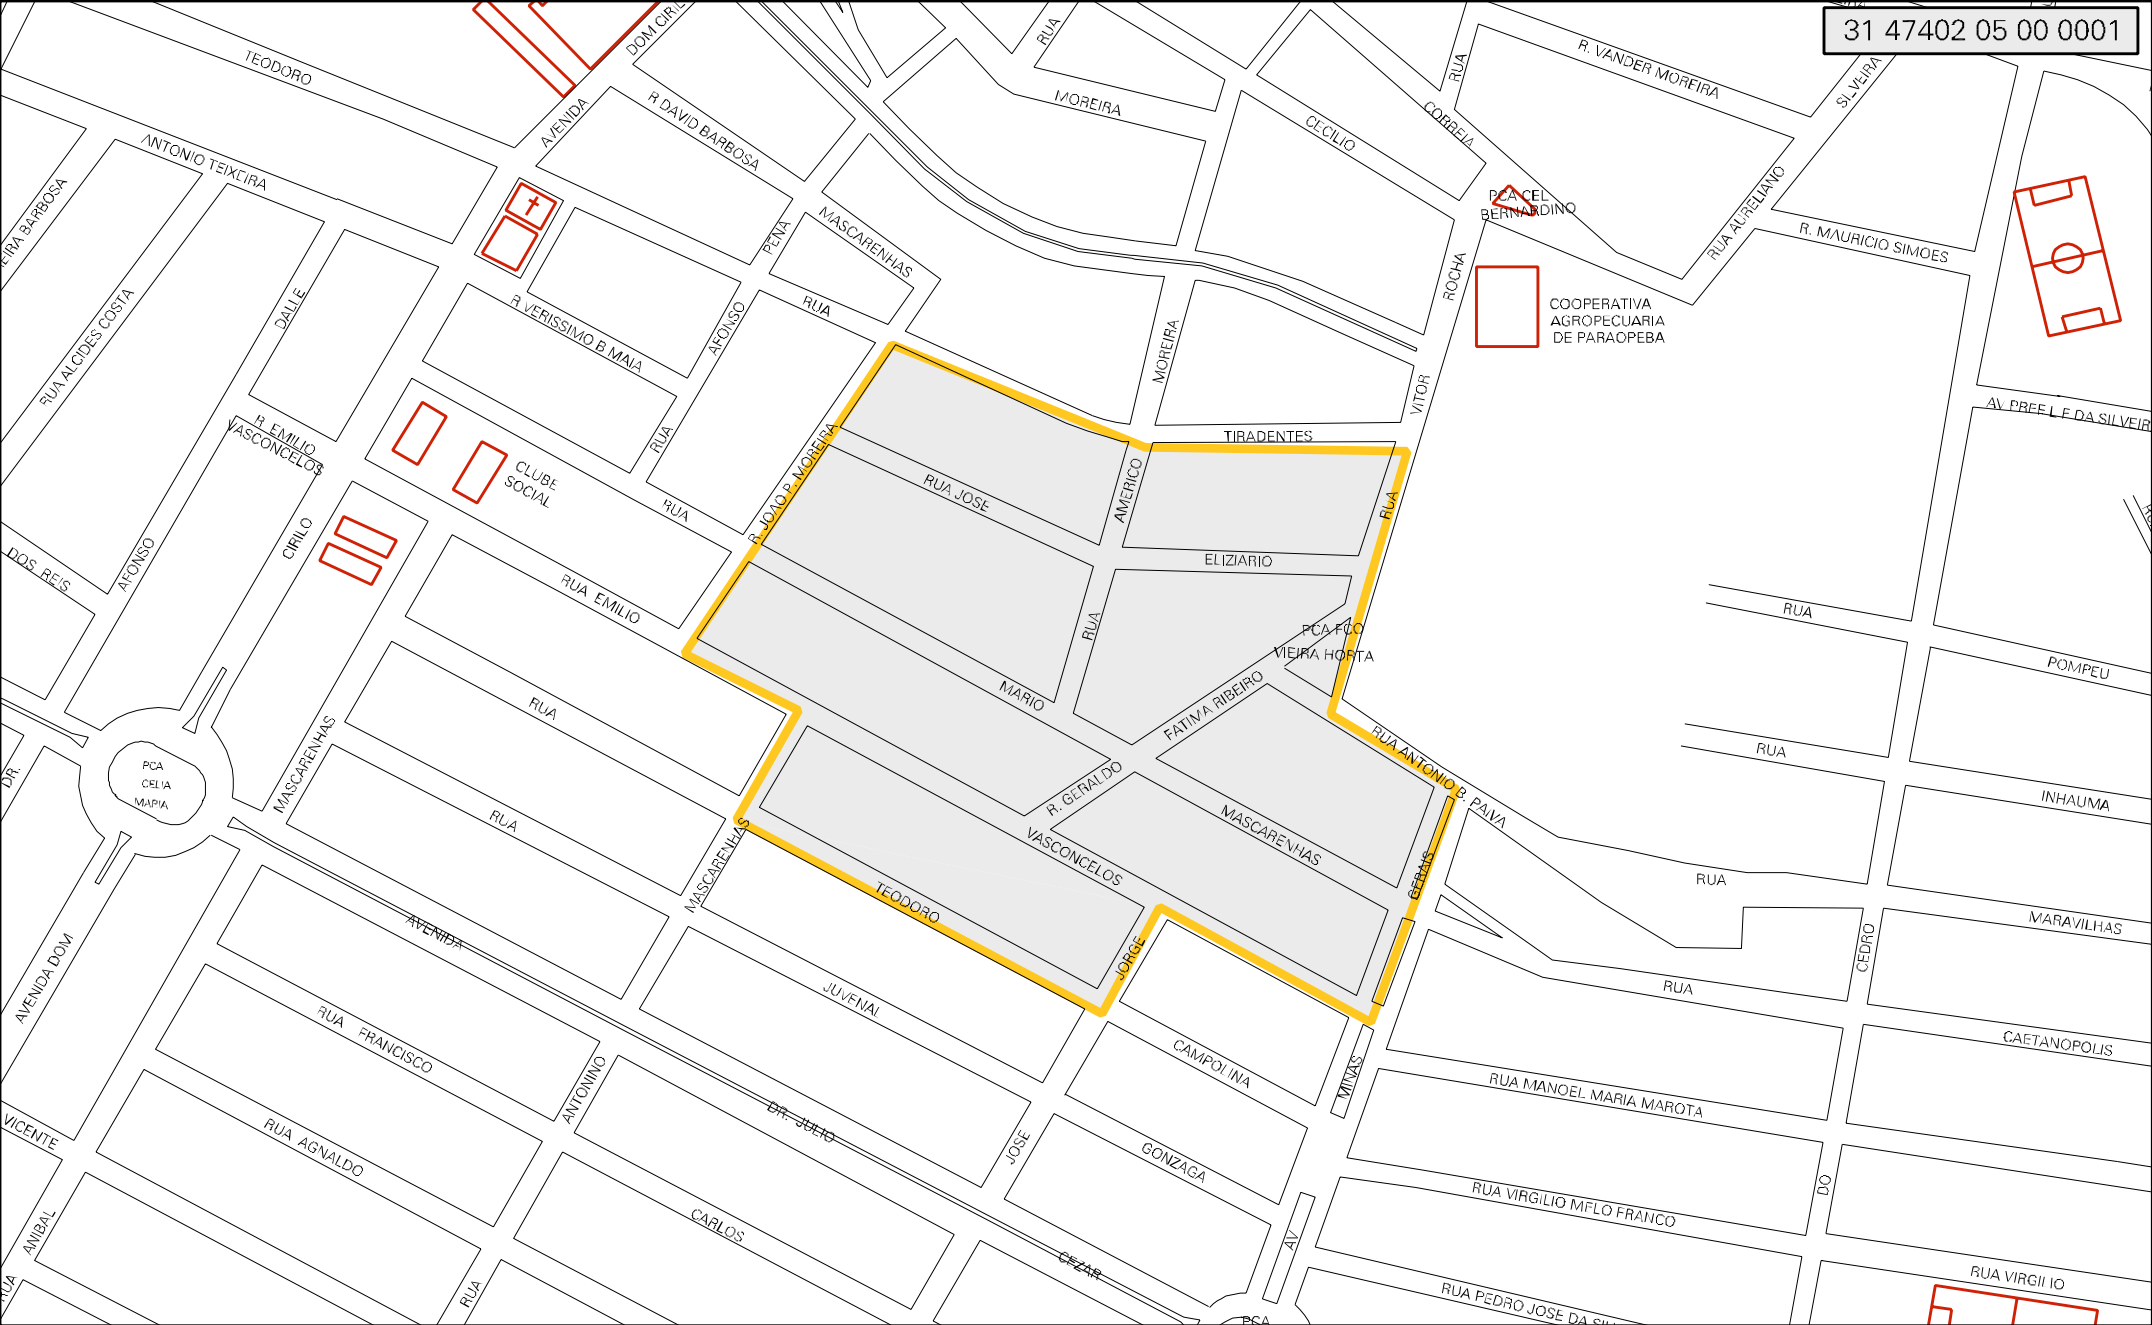 31 47402 05 00 0001
DOM CIRIL
RUA
RUA
R. VANDER MOREIRA
TEODORO
SILVEIRA
MOREIRA
AVENIDA
R DAVID BARBOSA
CORREIA
CECILIO
ANTONIO TEIXEIRA
EIRA BARBOSA
PCA CEL
BERNARDINO
RUA AURELIANO
R. MAURICIO SIMOES
PENA
MASCARENHAS
ROCHA
COOPERATIVA
AGROPECUARIA
DE PARAOPEBA
DALLE
RUA ALCIDES COSTA
R VERISSIMO B MAIA
AFONSO
RUA
MOREIRA
VITOR
AV PREF L F DA SILVEIR
R. EMILIO
VASCONCELOS
RUA
TIRADENTES
R. JOAO P. MOREIRA
CLUBE
SOCIAL
RUA JOSE
AMERICO
RUA
RUA
CIRILO
AFONSO
DOS REIS
ELIZIARIO
RUA EMILIO
RUA
PCA FCO
VIEIRA HORTA
RUA
POMPEU
MARIO
FATIMA RIBEIRO
RUA
MASCARENHAS
RUA ANTONIO B. PAIVA
RUA
INHAUMA
PCA
CELIA
MARIA
DR.
R. GERALDO
RUA
MASCARENHAS
VASCONCELOS
MASCARENHAS
GERAIS
RUA
TEODORO
MARAVILHAS
AVENIDA
JORGE
CEDRO
AVENIDA DOM
JUVENAL
RUA
RUA FRANCISCO
CAMPOLINA
CAETANOPOLIS
ANTONINO
MINAS
RUA MANOEL MARIA MAROTA
DR. JULIO
VICENTE
RUA AGNALDO
JOSE
GONZAGA
DO
RUA VIRGILIO MELO FRANCO
ANIBAL
CARLOS
AV
CEZAR
RUA VIRGILIO
RUA
RUA
RUA PEDRO JOSE DA SIL
PCA